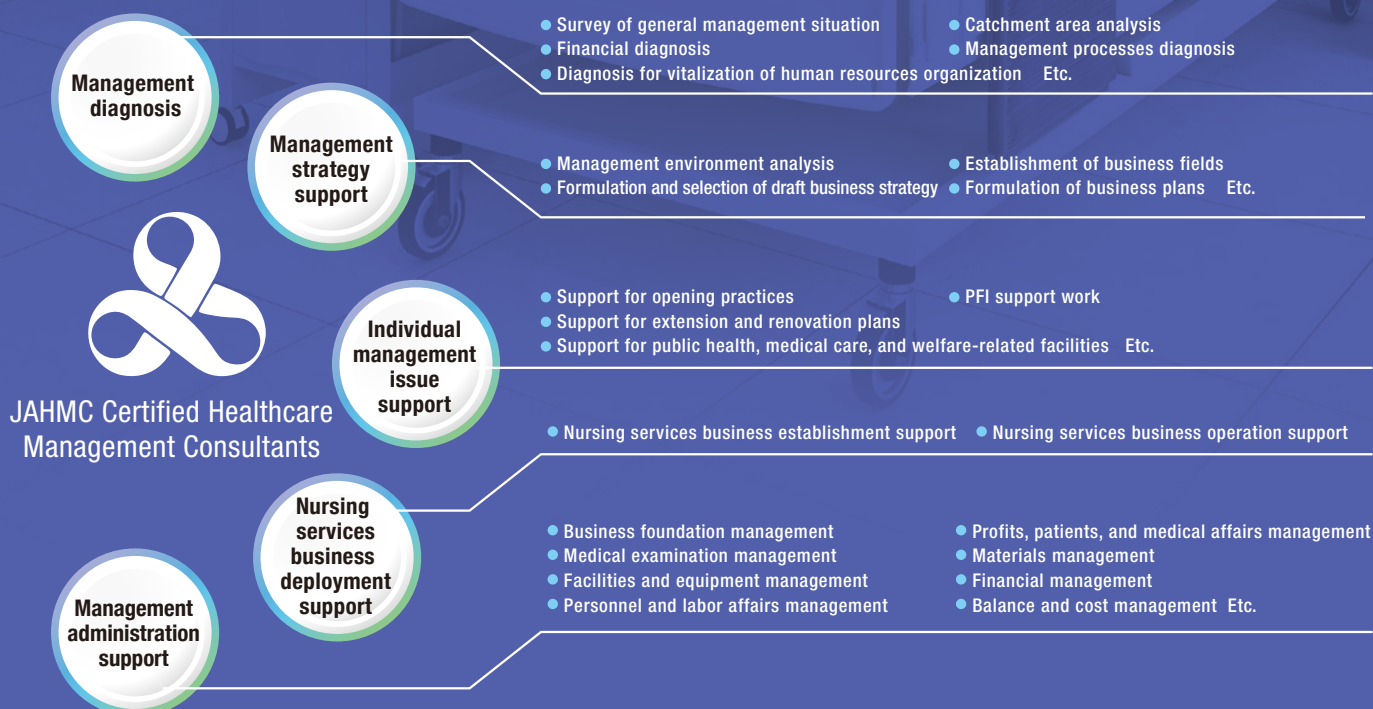 Management
diagnosis
● Survey of general management situation
● Catchment area analysis
● Financial diagnosis
● Management processes diagnosis
● Diagnosis for vitalization of human resources organization Etc.
Management
strategy
support
● Management environment analysis
● Establishment of business fields
● Formulation and selection of draft business strategy
● Formulation of business plans Etc.
JAHMC Certified Healthcare
Management Consultants
Individual
management
issue
support
● Support for opening practices
● PFI support work
● Support for extension and renovation plans
● Support for public health, medical care, and welfare-related facilities Etc.
Nursing
services
business
deployment
support
● Nursing services business establishment support
● Nursing services business operation support
Management
administration
support
● Business foundation management
● Profits, patients, and medical affairs management
● Medical examination management
● Materials management
● Facilities and equipment management
● Financial management
● Personnel and labor affairs management
● Balance and cost management Etc.